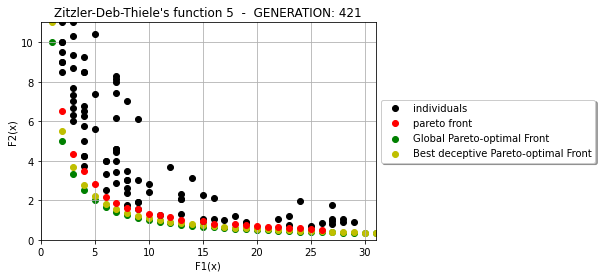 Zitzler-Deb-Thiele's function 5 - GENERATION: 421
10
8
6
4
2
0
F2(x)
0 5 10 15 20 25 30
F1(x)
individuals
pareto front
Global Pareto-optimal Front
Best deceptive Pareto-optimal Front